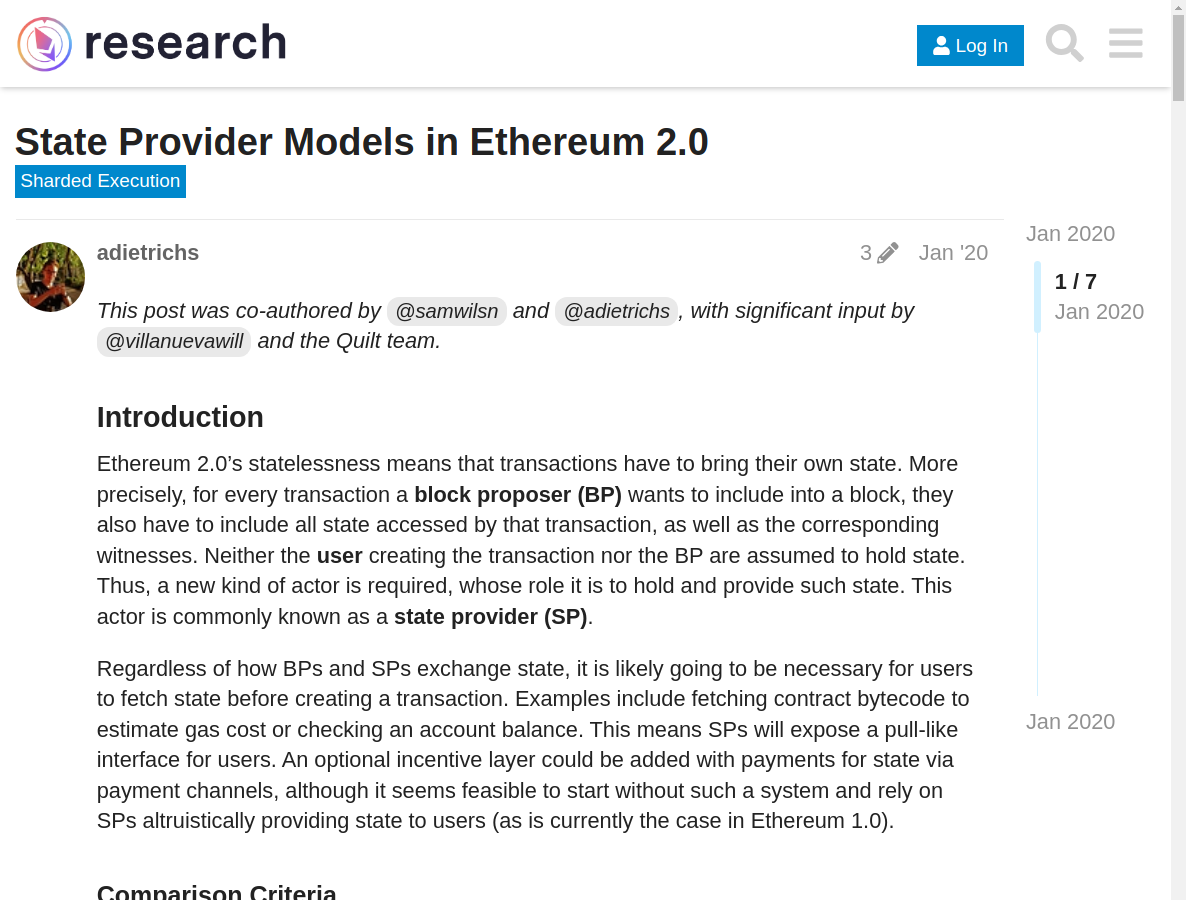 research
Log In
State Provider Models in Ethereum 2.0
Sharded Execution
adietrichs
3
Jan '20
This post was co-authored by @samwilsn and @adietrichs, with significant input by
@villanuevawill and the Quilt team.
Introduction
Ethereum 2.0’s statelessness means that transactions have to bring their own state. More
precisely, for every transaction a block proposer (BP) wants to include into a block, they
also have to include all state accessed by that transaction, as well as the corresponding
witnesses. Neither the user creating the transaction nor the BP are assumed to hold state.
Thus, a new kind of actor is required, whose role it is to hold and provide such state. This
actor is commonly known as a state provider (SP).
Regardless of how BPs and SPs exchange state, it is likely going to be necessary for users
to fetch state before creating a transaction. Examples include fetching contract bytecode to
estimate gas cost or checking an account balance. This means SPs will expose a pull-like
interface for users. An optional incentive layer could be added with payments for state via
payment channels, although it seems feasible to start without such a system and rely on
SPs altruistically providing state to users (as is currently the case in Ethereum 1.0).
Comparison Criteria
Jan 2020
1 / 7
Jan 2020
Jan 2020